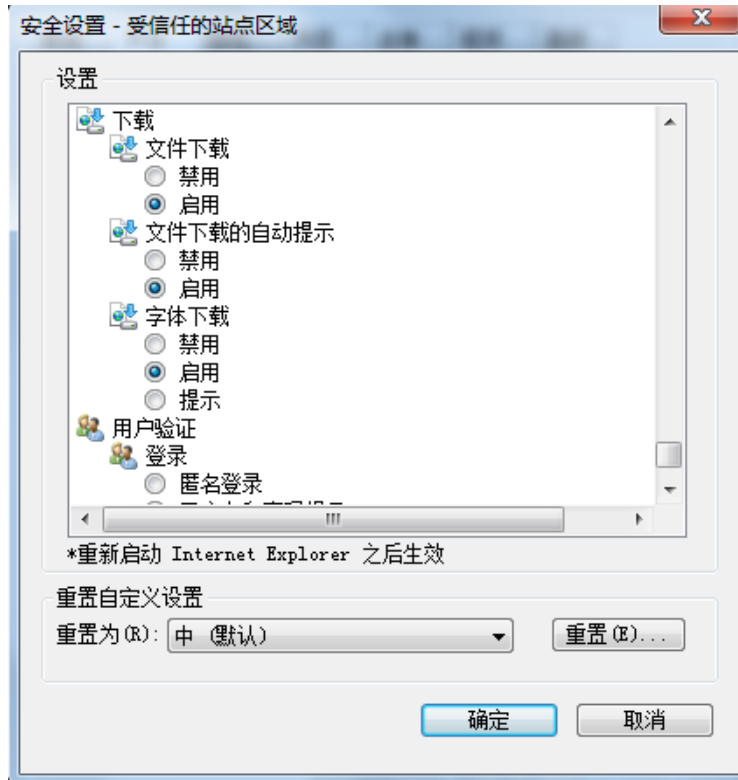 安全设置 - 受信任的站点区域
设置
下载
文件下载
禁用
启用
文件下载的自动提示
禁用
启用
字体下载
禁用
启用
提示
用户验证
登录
匿名登录
*重新启动 Internet Explorer 之后生效
重置自定义设置
重置为(R): 中 (默认) 重置(E)...
确定 取消